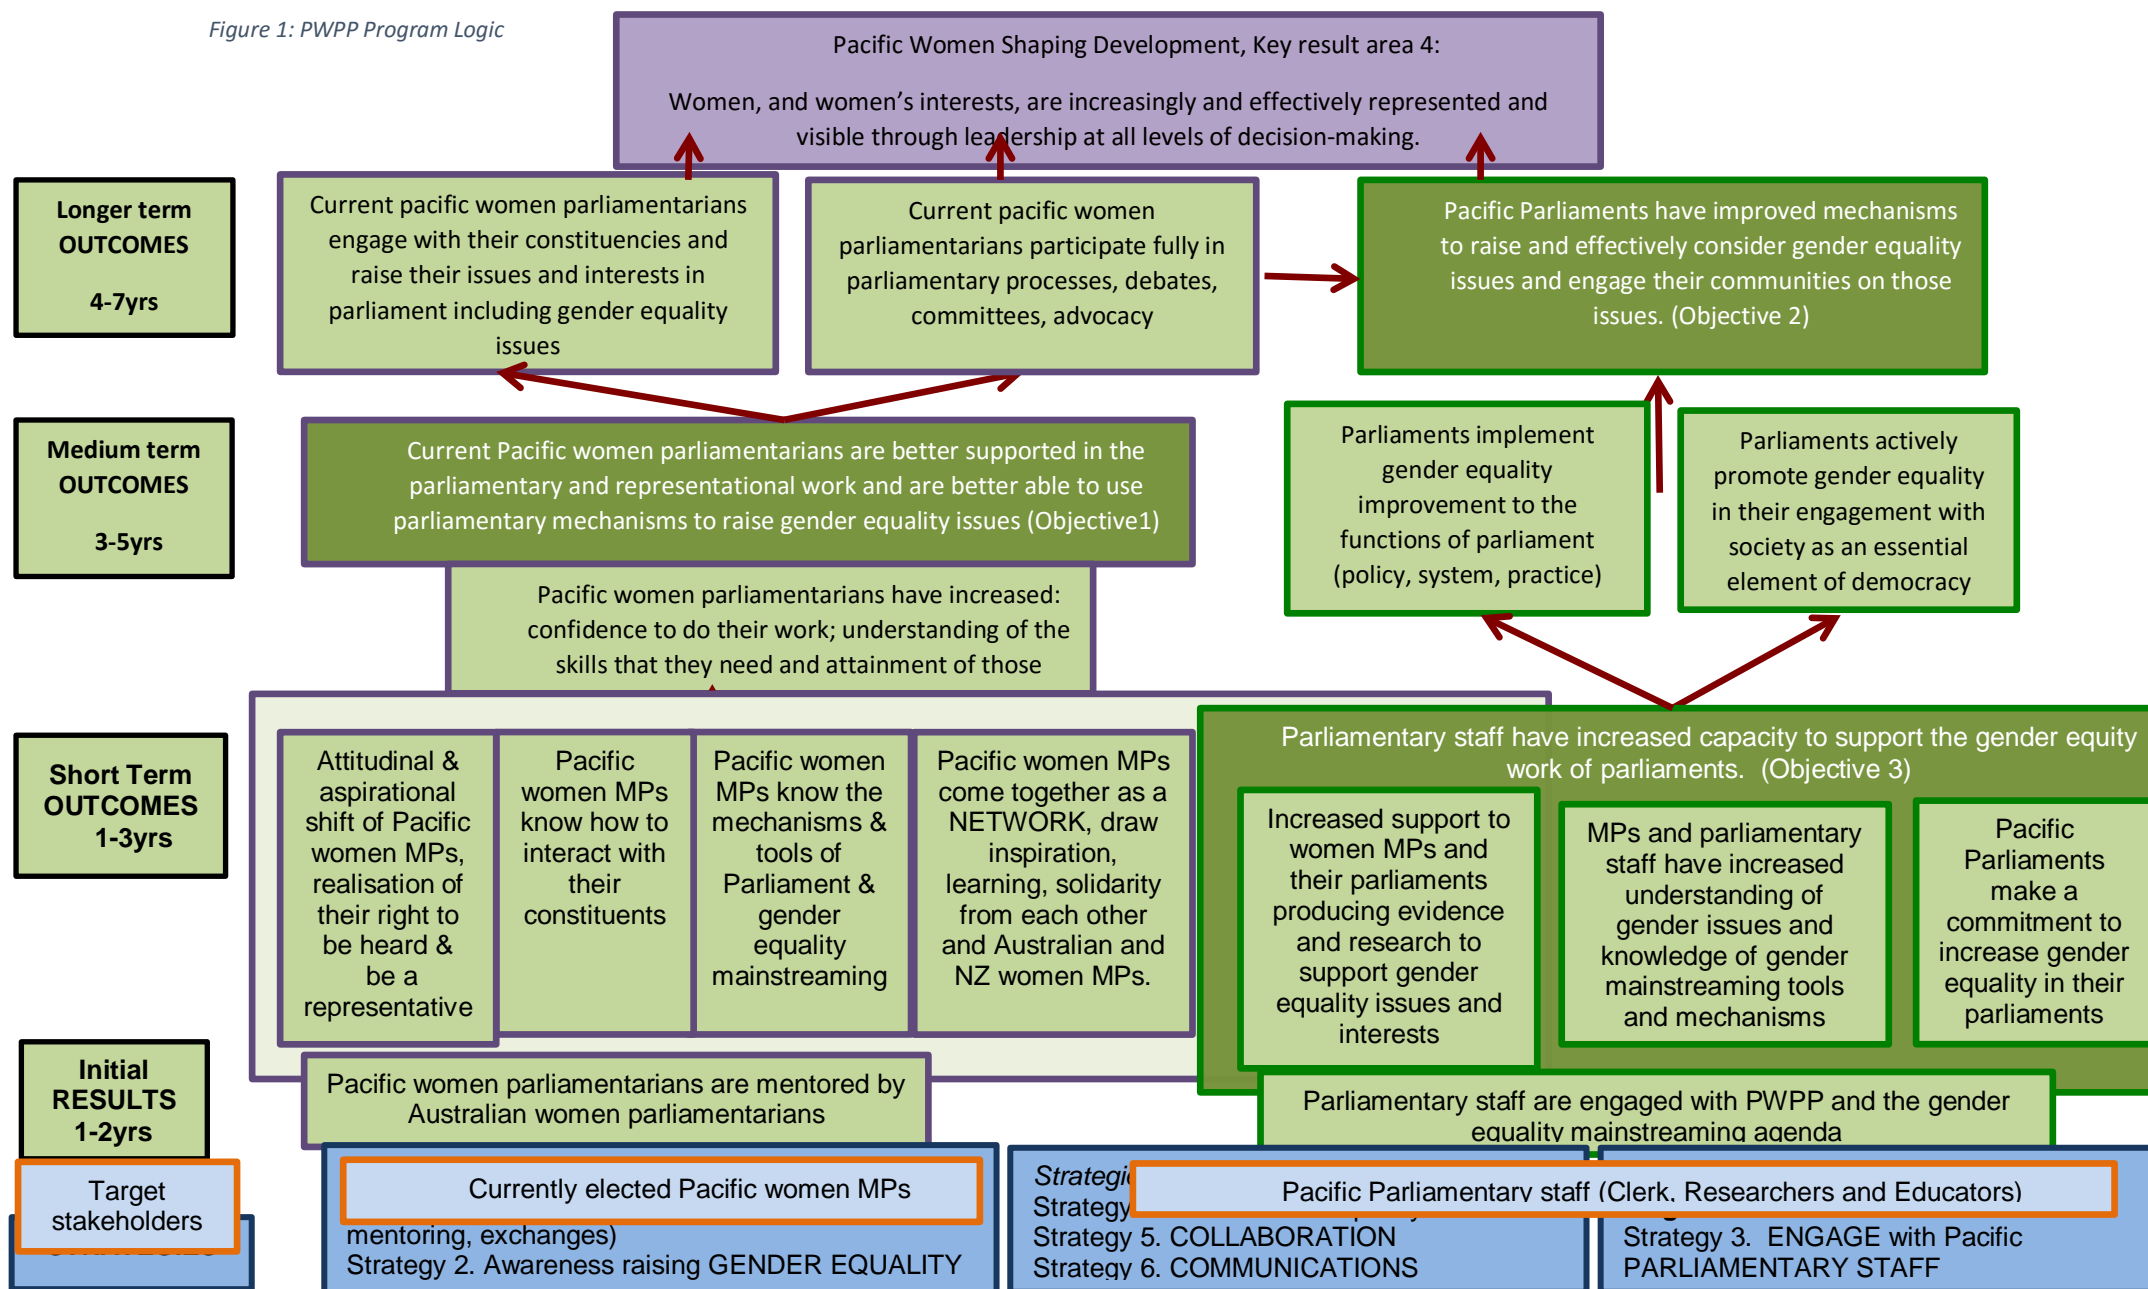 Figure 1: PWPP Program Logic
Pacific Women Shaping Development, Key result area 4:
Women, and women's interests, are increasingly and effectively represented and
visible through leadership at all levels of decision-making.
Longer term
OUTCOMES
4-7yrs
Current pacific women parliamentarians
engage with their constituencies and
raise their issues and interests in
parliament including gender equality
issues
Current pacific women
parliamentarians participate fully in
parliamentary processes, debates,
committees, advocacy
Pacific Parliaments have improved mechanisms
to raise and effectively consider gender equality
issues and engage their communities on those
issues. (Objective 2)
Medium term
OUTCOMES
3-5yrs
Current Pacific women parliamentarians are better supported in the
parliamentary and representational work and are better able to use
parliamentary mechanisms to raise gender equality issues (Objective1)
Parliaments implement
gender equality
improvement to the
functions of parliament
(policy, system, practice)
Parliaments actively
promote gender equality
in their engagement with
society as an essential
element of democracy
Pacific women parliamentarians have increased:
confidence to do their work; understanding of the
skills that they need and attainment of those
Short Term
OUTCOMES
1-3yrs
Attitudinal &
aspirational
shift of Pacific
women MPs,
realisation of
their right to
be heard &
be a
representative
Pacific
women MPs
know how to
interact with
their
constituents
Pacific women
MPs know the
mechanisms &
tools of
Parliament &
gender
equality
mainstreaming
Pacific women MPs
come together as a
NETWORK, draw
inspiration,
learning, solidarity
from each other
and Australian and
NZ women MPs.
Parliamentary staff have increased capacity to support the gender equity
work of parliaments.  (Objective 3)
Increased support to
women MPs and
their parliaments
producing evidence
and research to
support gender
equality issues and
interests
MPs and parliamentary
staff have increased
understanding of
gender issues and
knowledge of gender
mainstreaming tools
and mechanisms
Pacific
Parliaments
make a
commitment to
increase gender
equality in their
parliaments
Initial
RESULTS
1-2yrs
Pacific women parliamentarians are mentored by
Australian women parliamentarians
Parliamentary staff are engaged with PWPP and the gender
equality mainstreaming agenda
Target
stakeholders
Currently elected Pacific women MPs
mentoring, exchanges)
Strategy 2. Awareness raising GENDER EQUALITY
Pacific Parliamentary staff (Clerk, Researchers and Educators)
Strategy
Strategy 5. COLLABORATION
Strategy 6. COMMUNICATIONS
Strategy 3.  ENGAGE with Pacific
PARLIAMENTARY STAFF